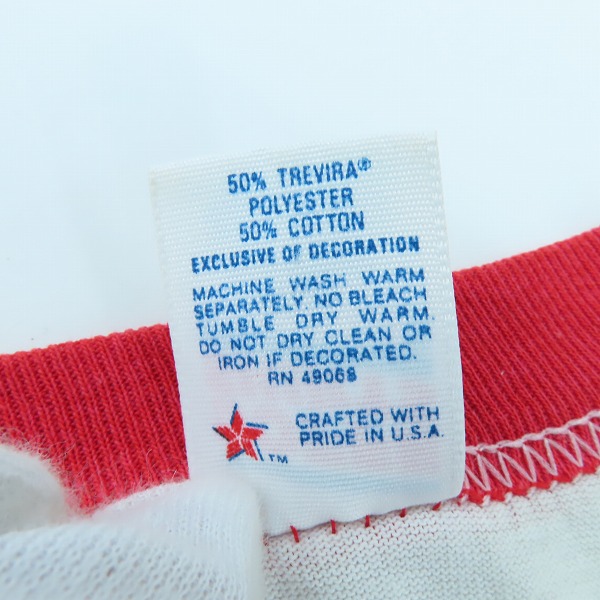 50% TREVIRA®
POLYESTER
50% COTTON
EXCLUSIVE OF DECORATION
MACHINE WASH WARM
SEPARATELY. NO BLEACH
TUMBLE DRY WARM.
DO NOT DRY CLEAN OR
IRON IF DECORATED.
RN 49068
CRAFTED WITH
PRIDE IN U.S.A.
TM